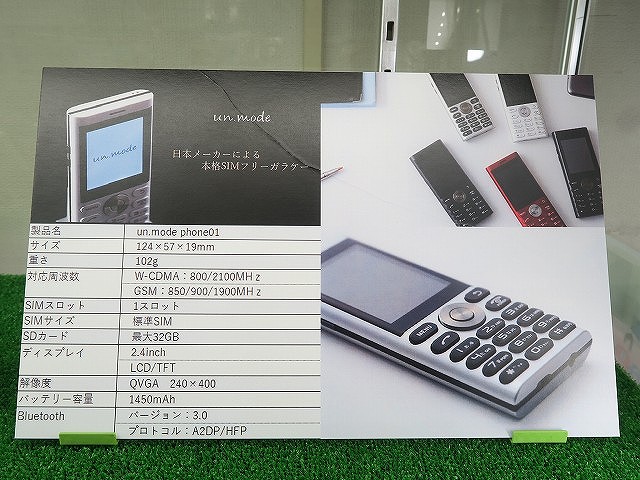 un.mode
un.mode
日本メーカーによる
本格SIMフリーガラケー
製品名 un.mode phone01
サイズ 124×57×19mm
重さ 102g
対応周波数 W-CDMA：800/2100MHz
GSM：850/900/1900MHz
SIMスロット 1スロット
SIMサイズ 標準SIM
SDカード 最大32GB
ディスプレイ 2.4inch
LCD/TFT
解像度 QVGA 240×400
バッテリー容量 1450mAh
Bluetooth バージョン：3.0
プロトコル：A2DP/HFP